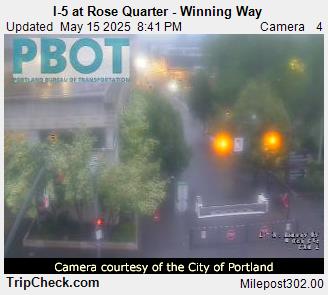 I-5 at Rose Quarter - Winning Way
Updated May 15 2025 8:41 PM Camera 4
PBOT
PORTLAND BUREAU OF TRANSPORTATION
Camera courtesy of the City of Portland
TripCheck.com Milepost302.00